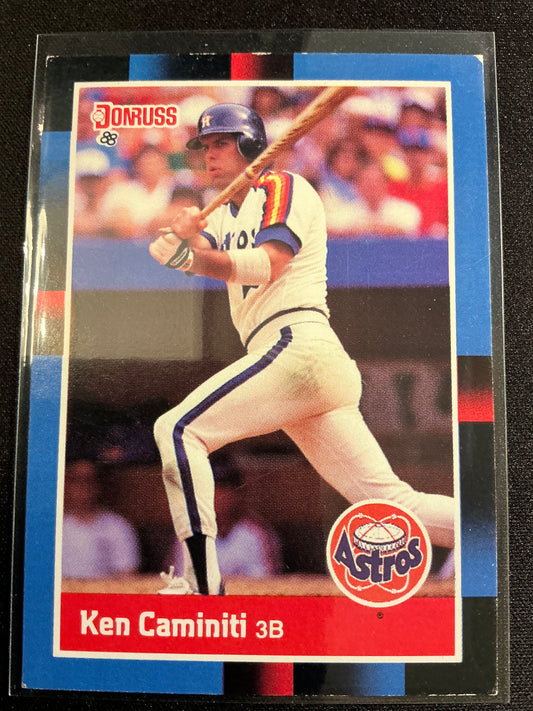 DONRUSS
88
Astros
®
Ken Caminiti 3B